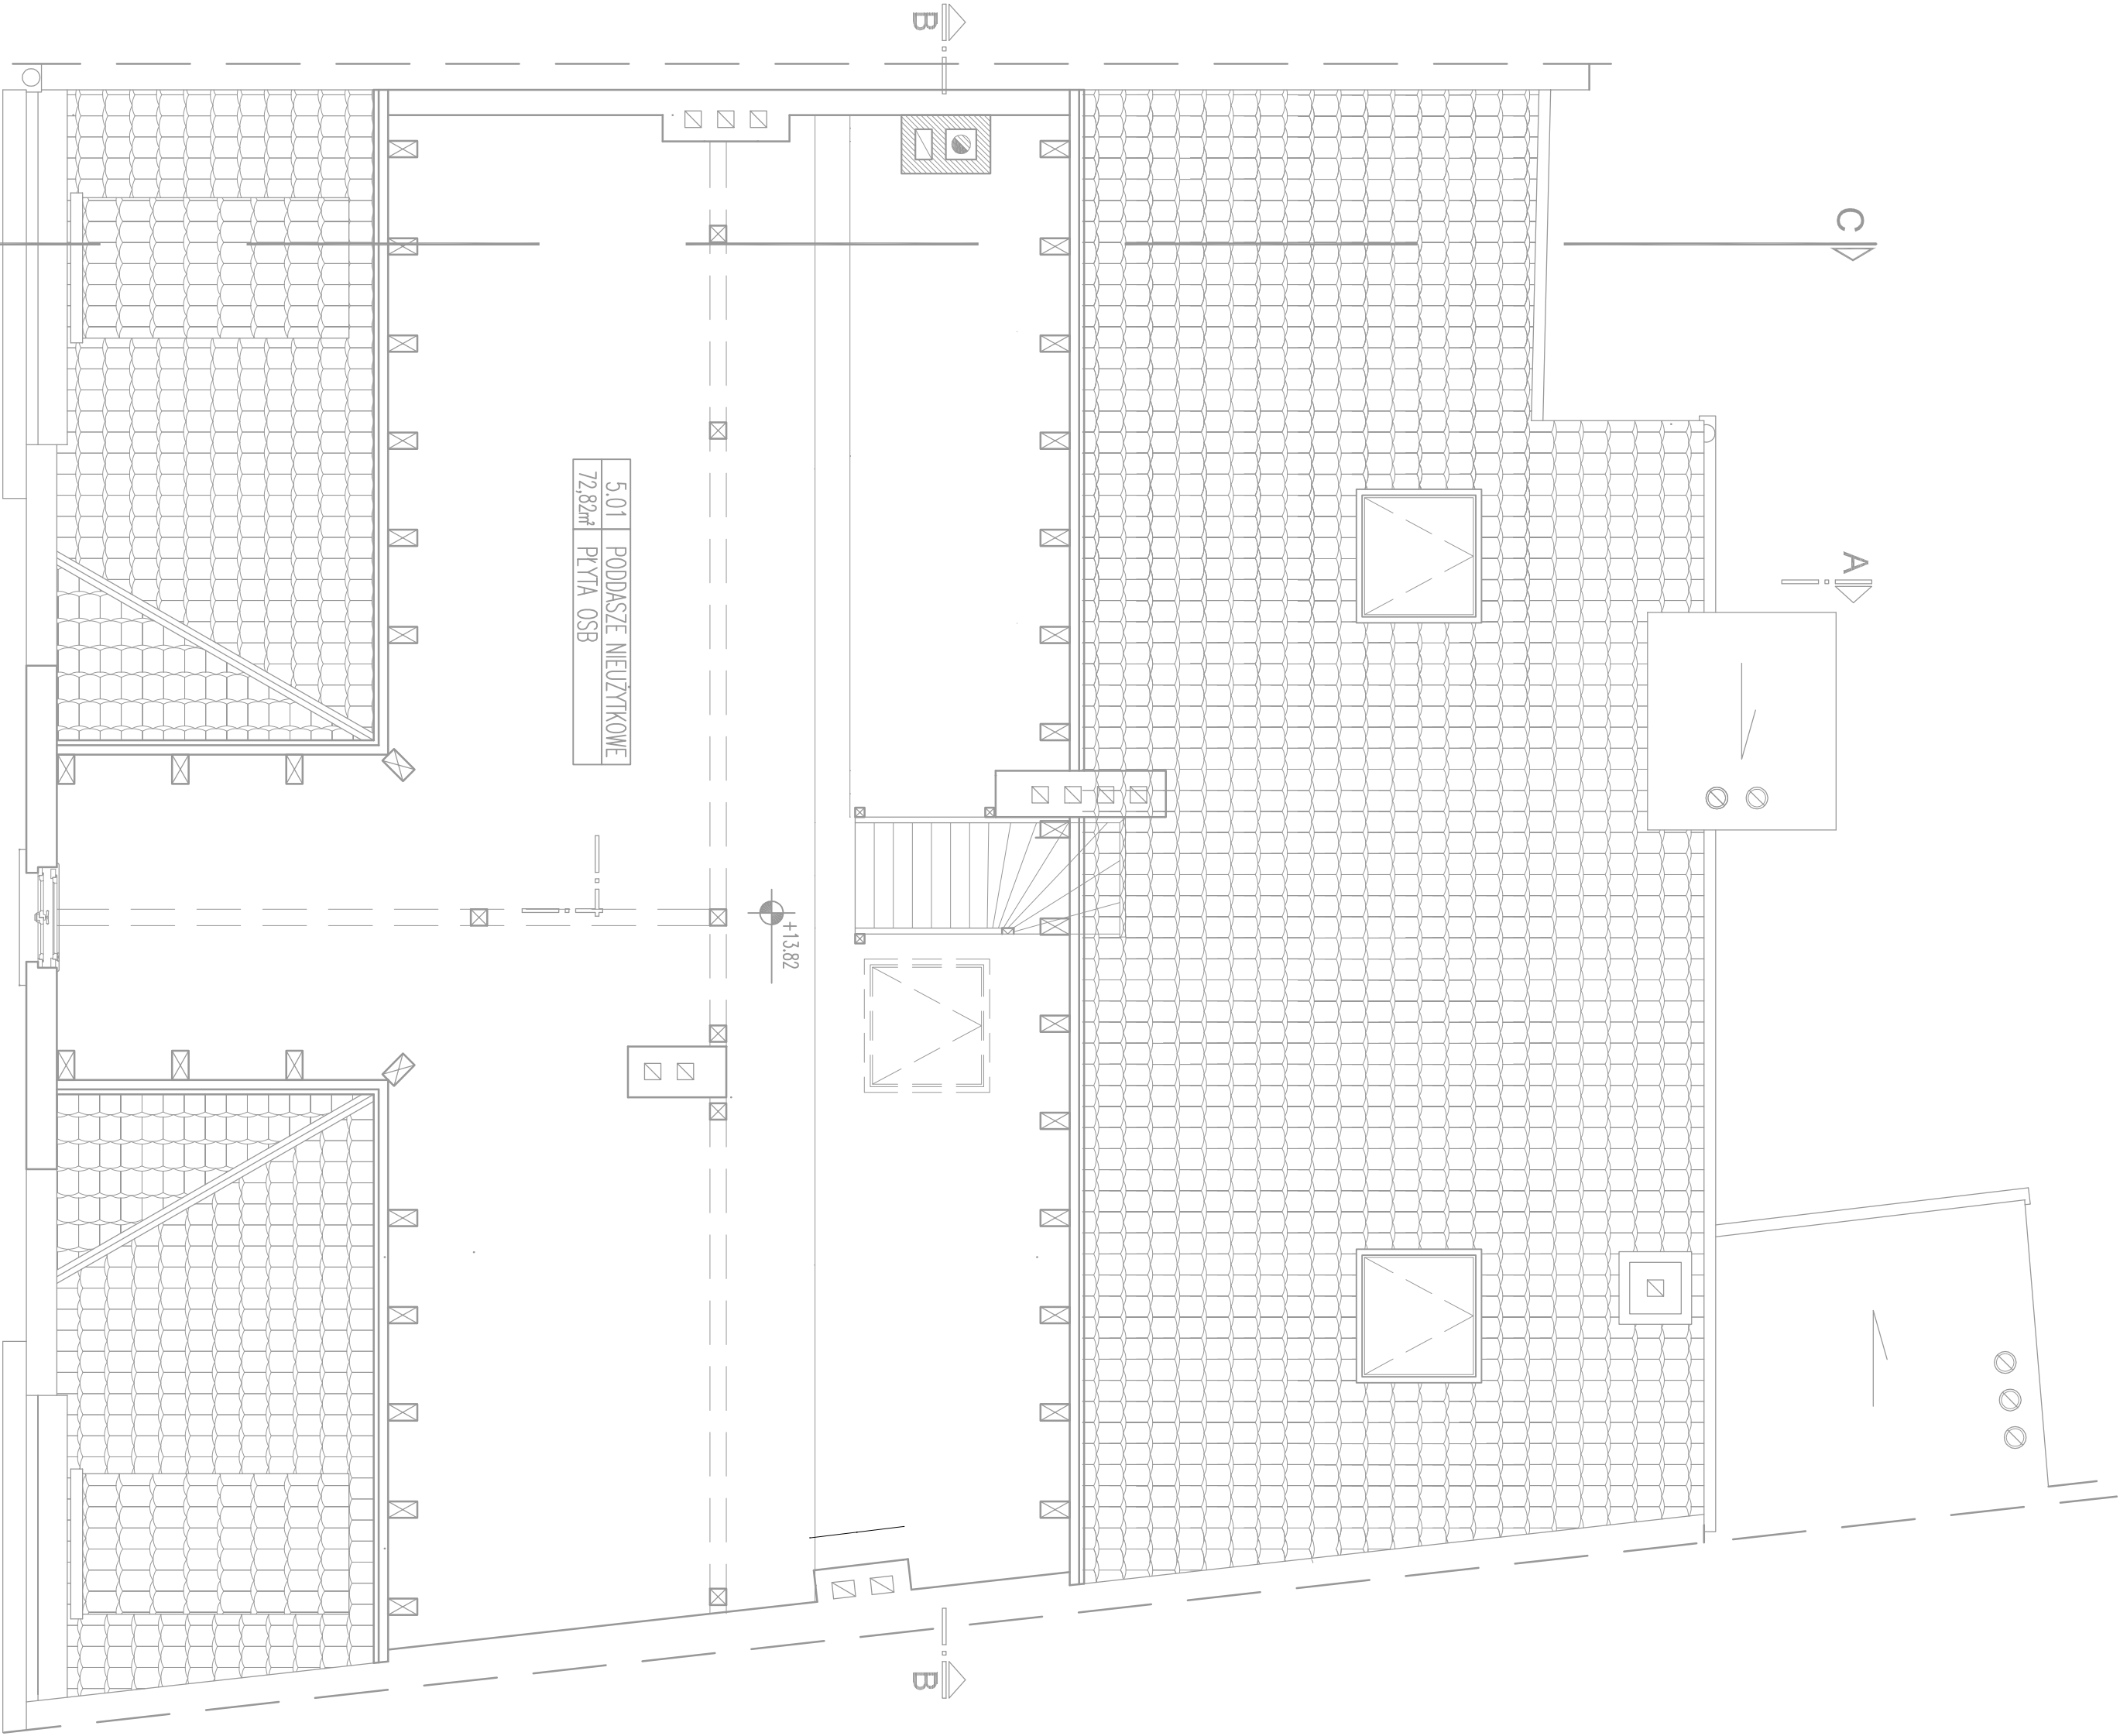 B
C
A
5.01 PODDASZE NIEUŻYTKOWE
72,82m² PŁYTA OSB
+13.82
B